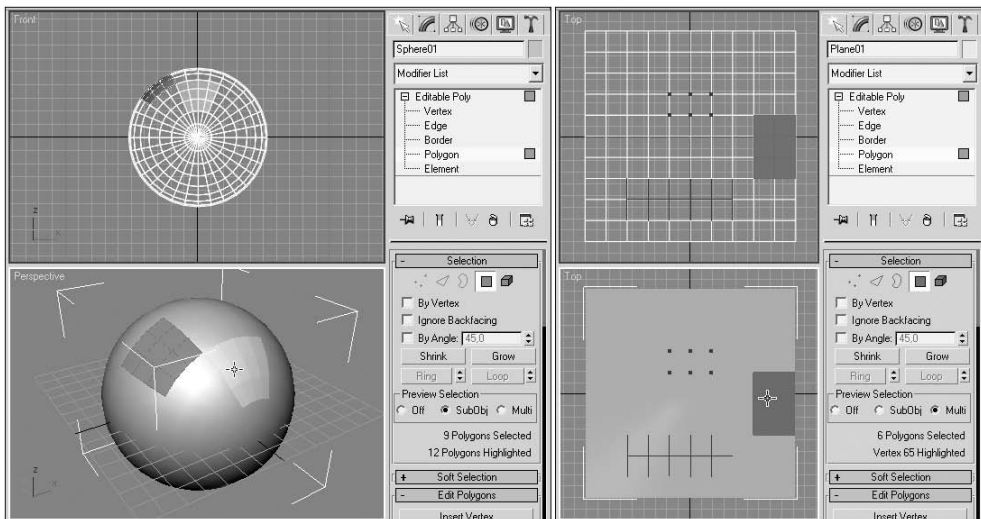 Front
z
x
Perspective
z
x
Sphere01
Modifier List
Editable Poly
Vertex
Edge
Border
Polygon
Element
- Selection
By Vertex
Ignore Backfacing
By Angle: 45,0
Shrink Grow
Ring Loop
Preview Selection
Off SubObj Multi
9 Polygons Selected
12 Polygons Highlighted
+ Soft Selection
- Edit Polygons
Insert Vertex
Top
Top
Plane01
Modifier List
Editable Poly
Vertex
Edge
Border
Polygon
Element
- Selection
By Vertex
Ignore Backfacing
By Angle: 45,0
Shrink Grow
Ring Loop
Preview Selection
Off SubObj Multi
6 Polygons Selected
Vertex 65 Highlighted
+ Soft Selection
- Edit Polygons
Insert Vertex